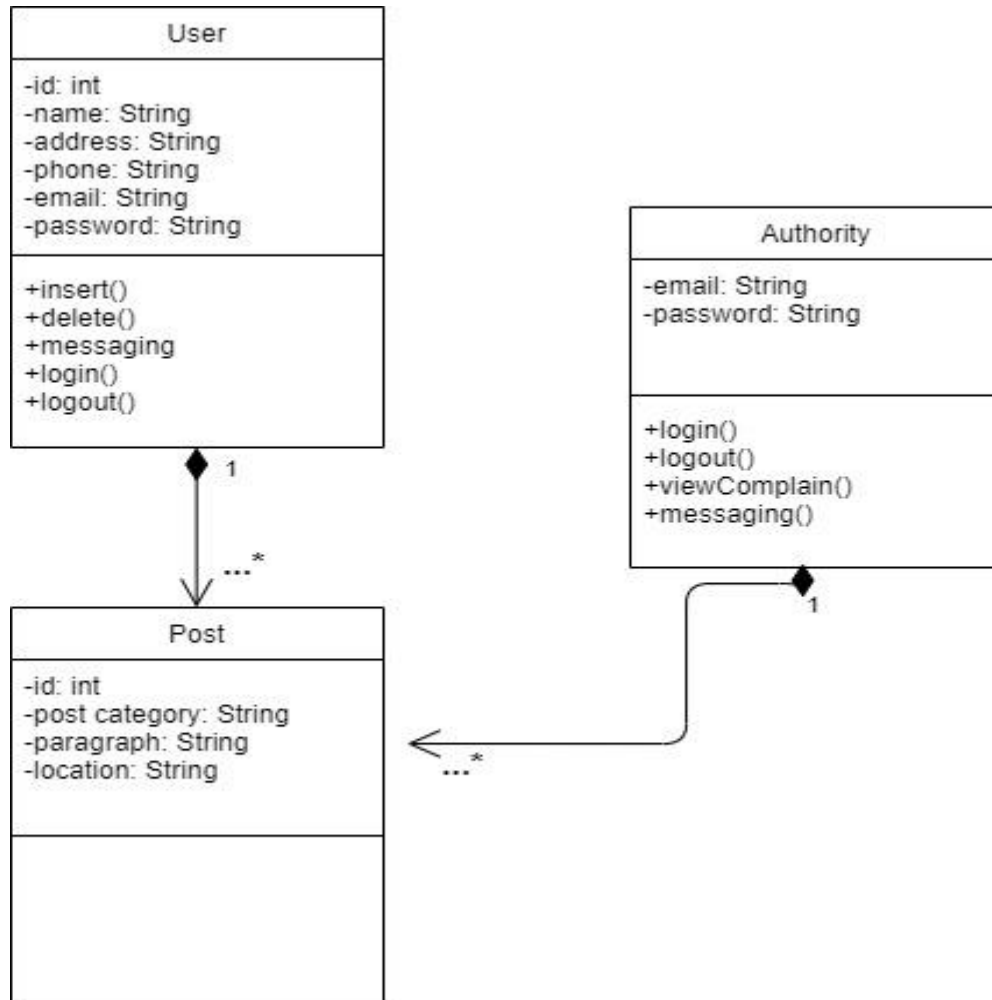 User
-id: int
-name: String
-address: String
-phone: String
-email: String
-password: String
+insert()
+delete()
+messaging
+login()
+logout()
1
...*
Authority
-email: String
-password: String
+login()
+logout()
+viewComplain()
+messaging()
1
...*
Post
-id: int
-post category: String
-paragraph: String
-location: String